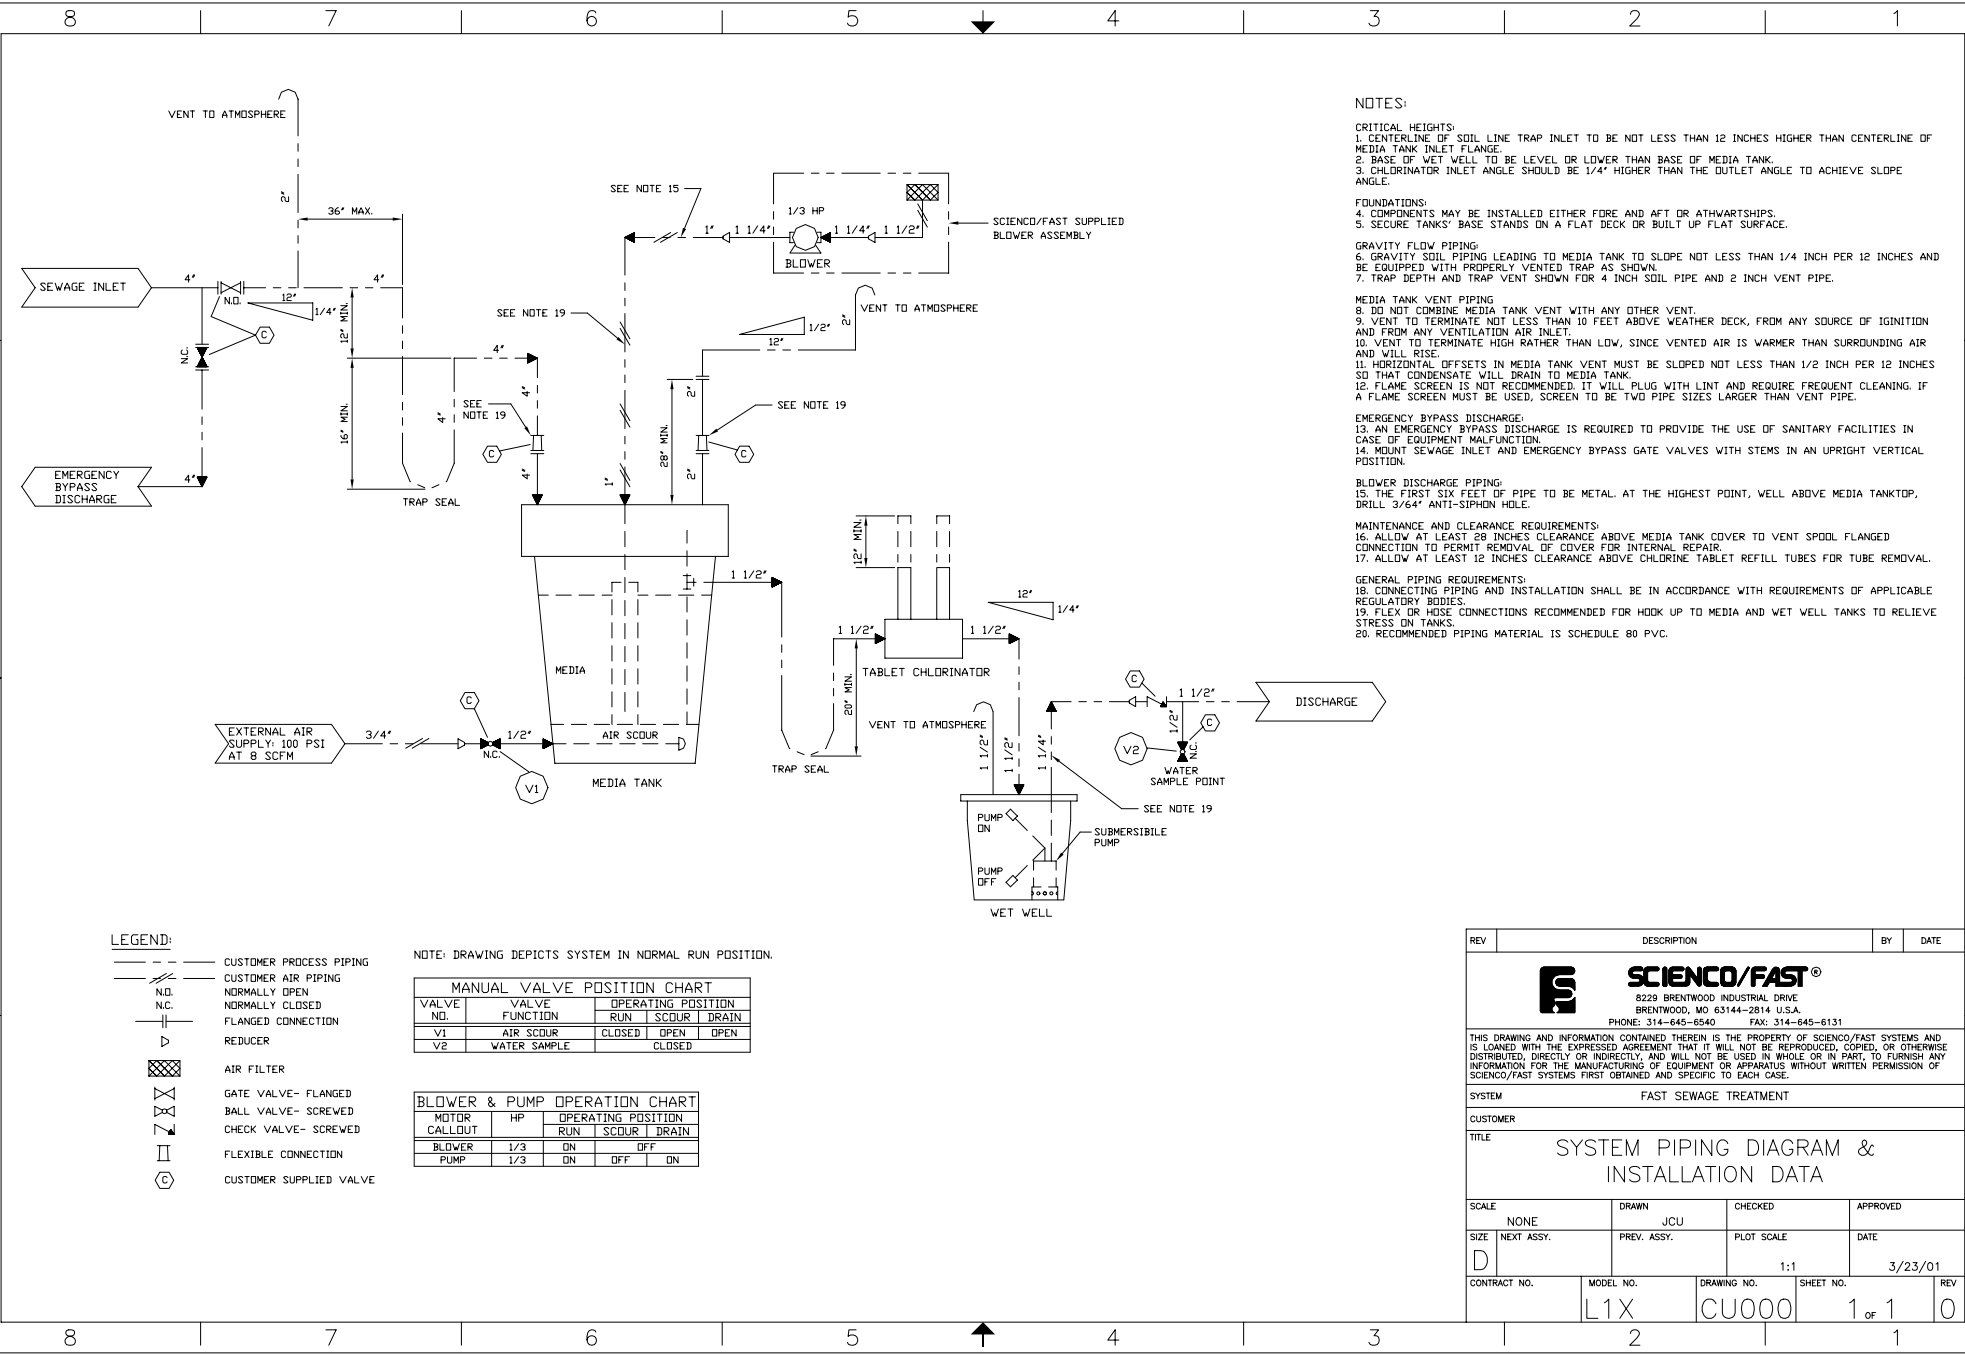 8 7 6 5 4 3 2 1
VENT TO ATMOSPHERE
2"
36" MAX.
SEWAGE INLET
4"
N.O.
12"
1/4"
4"
C
N.C.
12" MIN.
16" MIN.
4"
EMERGENCY
BYPASS
DISCHARGE
4"
TRAP SEAL
4"
4"
SEE
NOTE 19
C
4"
SEE NOTE 15
SEE NOTE 19
1"
1"
1 1/4"
1/3 HP
BLOWER
1 1/4"
1 1/2"
SCIENCO/FAST SUPPLIED
BLOWER ASSEMBLY
VENT TO ATMOSPHERE
2"
1/2"
12"
2"
28" MIN.
SEE NOTE 19
C
2"
MEDIA
AIR SCOUR
MEDIA TANK
EXTERNAL AIR
SUPPLY: 100 PSI
AT 8 SCFM
3/4"
C
N.C.
1/2"
V1
1 1/2"
TRAP SEAL
20" MIN.
1 1/2"
12" MIN.
TABLET CHLORINATOR
1 1/2"
12"
1/4"
VENT TO ATMOSPHERE
1 1/2"
1 1/2"
1 1/4"
PUMP
ON
PUMP
OFF
WET WELL
SUBMERSIBILE
PUMP
SEE NOTE 19
C
1 1/2"
1/2"
C
V2
N.C.
WATER
SAMPLE POINT
DISCHARGE
NOTES:
CRITICAL HEIGHTS:
1. CENTERLINE OF SOIL LINE TRAP INLET TO BE NOT LESS THAN 12 INCHES HIGHER THAN CENTERLINE OF
MEDIA TANK INLET FLANGE.
2. BASE OF WET WELL TO BE LEVEL OR LOWER THAN BASE OF MEDIA TANK.
3. CHLORINATOR INLET ANGLE SHOULD BE 1/4" HIGHER THAN THE OUTLET ANGLE TO ACHIEVE SLOPE
ANGLE.
FOUNDATIONS:
4. COMPONENTS MAY BE INSTALLED EITHER FORE AND AFT OR ATHWARTSHIPS.
5. SECURE TANKS' BASE STANDS ON A FLAT DECK OR BUILT UP FLAT SURFACE.
GRAVITY FLOW PIPING:
6. GRAVITY SOIL PIPING LEADING TO MEDIA TANK TO SLOPE NOT LESS THAN 1/4 INCH PER 12 INCHES AND
BE EQUIPPED WITH PROPERLY VENTED TRAP AS SHOWN.
7. TRAP DEPTH AND TRAP VENT SHOWN FOR 4 INCH SOIL PIPE AND 2 INCH VENT PIPE.
MEDIA TANK VENT PIPING
8. DO NOT COMBINE MEDIA TANK VENT WITH ANY OTHER VENT.
9. VENT TO TERMINATE NOT LESS THAN 10 FEET ABOVE WEATHER DECK, FROM ANY SOURCE OF IGINITION
AND FROM ANY VENTILATION AIR INLET.
10. VENT TO TERMINATE HIGH RATHER THAN LOW, SINCE VENTED AIR IS WARMER THAN SURROUNDING AIR
AND WILL RISE.
11. HORIZONTAL OFFSETS IN MEDIA TANK VENT MUST BE SLOPED NOT LESS THAN 1/2 INCH PER 12 INCHES
SO THAT CONDENSATE WILL DRAIN TO MEDIA TANK.
12. FLAME SCREEN IS NOT RECOMMENDED. IT WILL PLUG WITH LINT AND REQUIRE FREQUENT CLEANING. IF
A FLAME SCREEN MUST BE USED, SCREEN TO BE TWO PIPE SIZES LARGER THAN VENT PIPE.
EMERGENCY BYPASS DISCHARGE:
13. AN EMERGENCY BYPASS DISCHARGE IS REQUIRED TO PROVIDE THE USE OF SANITARY FACILITIES IN
CASE OF EQUIPMENT MALFUNCTION.
14. MOUNT SEWAGE INLET AND EMERGENCY BYPASS GATE VALVES WITH STEMS IN AN UPRIGHT VERTICAL
POSITION.
BLOWER DISCHARGE PIPING:
15. THE FIRST SIX FEET OF PIPE TO BE METAL. AT THE HIGHEST POINT, WELL ABOVE MEDIA TANKTOP,
DRILL 3/64" ANTI-SIPHON HOLE.
MAINTENANCE AND CLEARANCE REQUIREMENTS:
16. ALLOW AT LEAST 28 INCHES CLEARANCE ABOVE MEDIA TANK COVER TO VENT SPOOL FLANGED
CONNECTION TO PERMIT REMOVAL OF COVER FOR INTERNAL REPAIR.
17. ALLOW AT LEAST 12 INCHES CLEARANCE ABOVE CHLORINE TABLET REFILL TUBES FOR TUBE REMOVAL.
GENERAL PIPING REQUIREMENTS:
18. CONNECTING PIPING AND INSTALLATION SHALL BE IN ACCORDANCE WITH REQUIREMENTS OF APPLICABLE
REGULATORY BODIES.
19. FLEX OR HOSE CONNECTIONS RECOMMENDED FOR HOOK UP TO MEDIA AND WET WELL TANKS TO RELIEVE
STRESS ON TANKS.
20. RECOMMENDED PIPING MATERIAL IS SCHEDULE 80 PVC.
LEGEND:
CUSTOMER PROCESS PIPING
CUSTOMER AIR PIPING
N.O. NORMALLY OPEN
N.C. NORMALLY CLOSED
FLANGED CONNECTION
REDUCER
AIR FILTER
GATE VALVE- FLANGED
BALL VALVE- SCREWED
CHECK VALVE- SCREWED
FLEXIBLE CONNECTION
C CUSTOMER SUPPLIED VALVE
NOTE: DRAWING DEPICTS SYSTEM IN NORMAL RUN POSITION.
MANUAL VALVE POSITION CHART
VALVE NO. VALVE FUNCTION OPERATING POSITION
RUN SCOUR DRAIN
V1 AIR SCOUR CLOSED OPEN OPEN
V2 WATER SAMPLE CLOSED
BLOWER & PUMP OPERATION CHART
MOTOR CALLOUT HP OPERATING POSITION
RUN SCOUR DRAIN
BLOWER 1/3 ON OFF
PUMP 1/3 ON OFF ON
REV DESCRIPTION BY DATE
SCIENCO/FAST®
8229 BRENTWOOD INDUSTRIAL DRIVE
BRENTWOOD, MO 63144-2814 U.S.A.
PHONE: 314-645-6540 FAX: 314-645-6131
THIS DRAWING AND INFORMATION CONTAINED THEREIN IS THE PROPERTY OF SCIENCO/FAST SYSTEMS AND
IS LOANED WITH THE EXPRESSED AGREEMENT THAT IT WILL NOT BE REPRODUCED, COPIED, OR OTHERWISE
DISTRIBUTED, DIRECTLY OR INDIRECTLY, AND WILL NOT BE USED IN WHOLE OR IN PART, TO FURNISH ANY
INFORMATION FOR THE MANUFACTURING OF EQUIPMENT OR APPARATUS WITHOUT WRITTEN PERMISSION OF
SCIENCO/FAST SYSTEMS FIRST OBTAINED AND SPECIFIC TO EACH CASE.
SYSTEM FAST SEWAGE TREATMENT
CUSTOMER
TITLE
SYSTEM PIPING DIAGRAM &
INSTALLATION DATA
SCALE DRAWN CHECKED APPROVED
NONE JCU
SIZE NEXT ASSY. PREV. ASSY. PLOT SCALE DATE
D 1:1 3/23/01
CONTRACT NO. MODEL NO. DRAWING NO. SHEET NO. REV
L1X CU000 1 OF 1 0
8 7 6 5 4 3 2 1